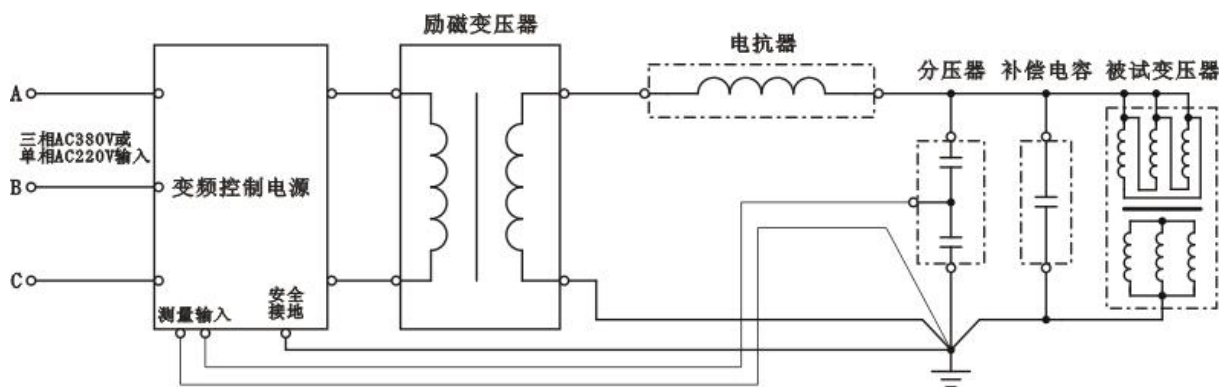 励磁变压器
电抗器
分压器
补偿电容
被试变压器
A
三相AC380V或
单相AC220V输入
B
变频控制电源
C
测量输入
安全
接地